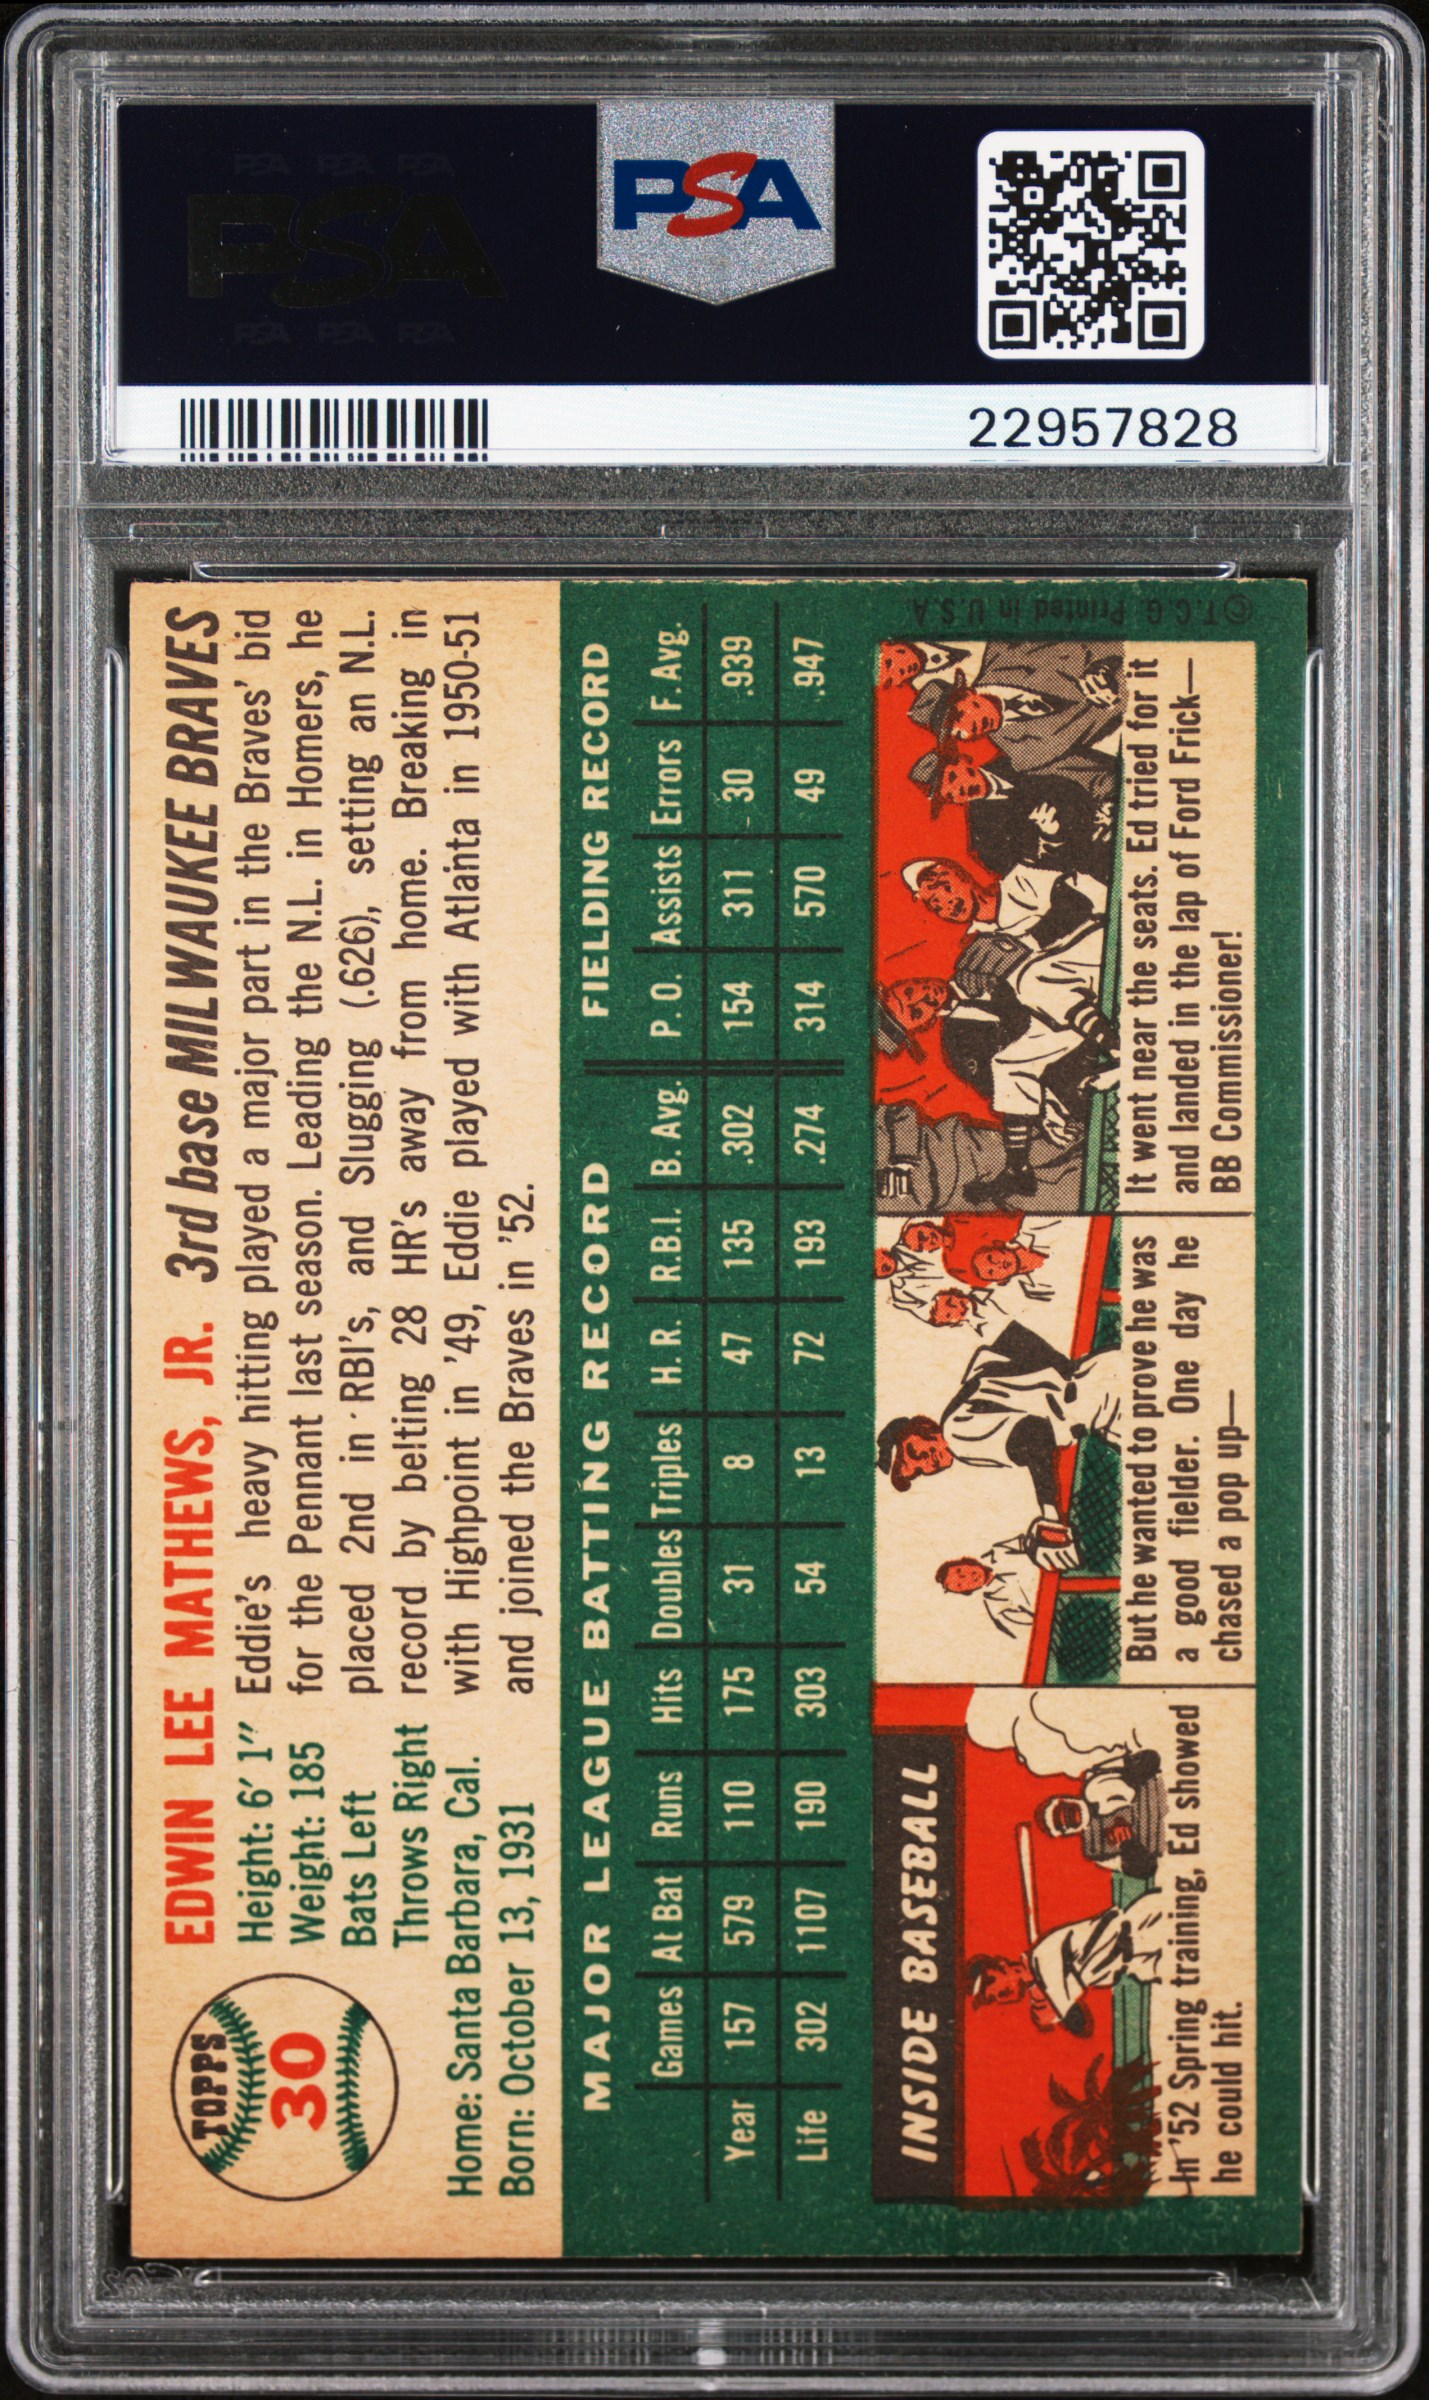 PSA PSA PSA
PSA
PSA PSA PSA
PSA
22957828
TOPPS
30
EDWIN LEE MATHEWS, JR. 3rd base MILWAUKEE BRAVES
Height: 6' 1"
Weight: 185
Bats Left
Throws Right
Home: Santa Barbara, Cal.
Born: October 13, 1931
Eddie's heavy hitting played a major part in the Braves' bid
for the Pennant last season. Leading the N.L. in Homers, he
placed 2nd in RBI's, and Slugging (.626), setting an N.L.
record by belting 28 HR's away from home. Breaking in
with Highpoint in '49, Eddie played with Atlanta in 1950-51
and joined the Braves in '52.
MAJOR LEAGUE BATTING RECORD FIELDING RECORD
Games At Bat Runs Hits Doubles Triples H. R. R.B.I. B. Avg. P. O. Assists Errors F. Avg.
Year 157 579 110 175 31 8 47 135 .302 154 311 30 .939
Life 302 1107 190 303 54 13 72 193 .274 314 570 49 .947
INSIDE BASEBALL
In '52 Spring training, Ed showed
he could hit.
But he wanted to prove he was
a good fielder. One day he
chased a pop up—
It went near the seats. Ed tried for it
and landed in the lap of Ford Frick—
BB Commissioner!
©T.C.G. Printed in U.S.A